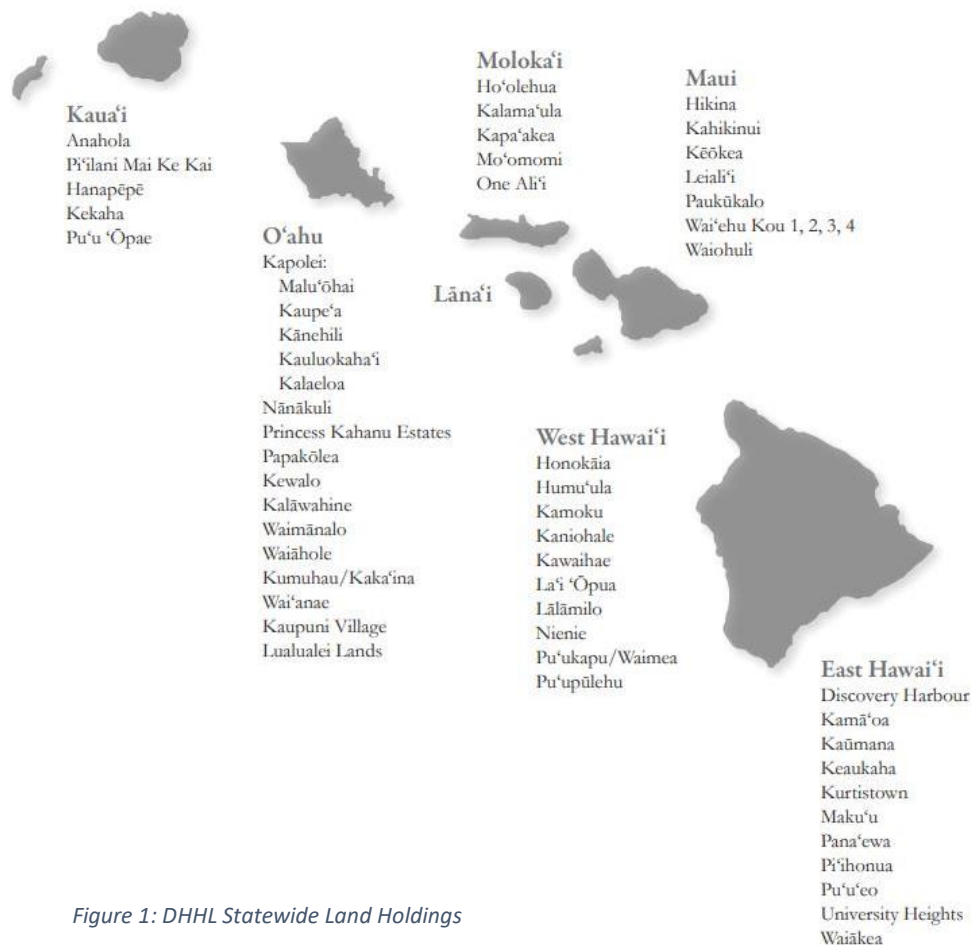 Kaua‘i
Anahola
Pi‘ilani Mai Ke Kai
Hanapēpē
Kekaha
Pu‘u ‘Ōpae
O‘ahu
Kapolei:
Malu‘ōhai
Kaupe‘a
Kānehili
Kauluokaha‘i
Kalaeloa
Nānākuli
Princess Kahanu Estates
Papakōlea
Kewalo
Kalāwahine
Waimānalo
Waiāhole
Kumuhau/Kaka‘ina
Wai‘anae
Kaupuni Village
Lualualei Lands
Moloka‘i
Ho‘olehua
Kalama‘ula
Kapa‘akea
Mo‘omomi
One Ali‘i
Lāna‘i
Maui
Hikina
Kahikinui
Kēōkea
Leiali‘i
Paukūkalo
Wai‘ehu Kou 1, 2, 3, 4
Waiohuli
West Hawai‘i
Honokāia
Humu‘ula
Kamoku
Kaniohale
Kawaihae
La‘i ‘Ōpua
Lālāmilo
Nienie
Pu‘ukapu/Waimea
Pu‘upūlehu
East Hawai‘i
Discovery Harbour
Kamā‘oa
Kaūmana
Keaukaha
Kurtistown
Maku‘u
Pana‘ewa
Pi‘ihonua
Pu‘u‘eo
University Heights
Waiākea
Figure 1: DHHL Statewide Land Holdings